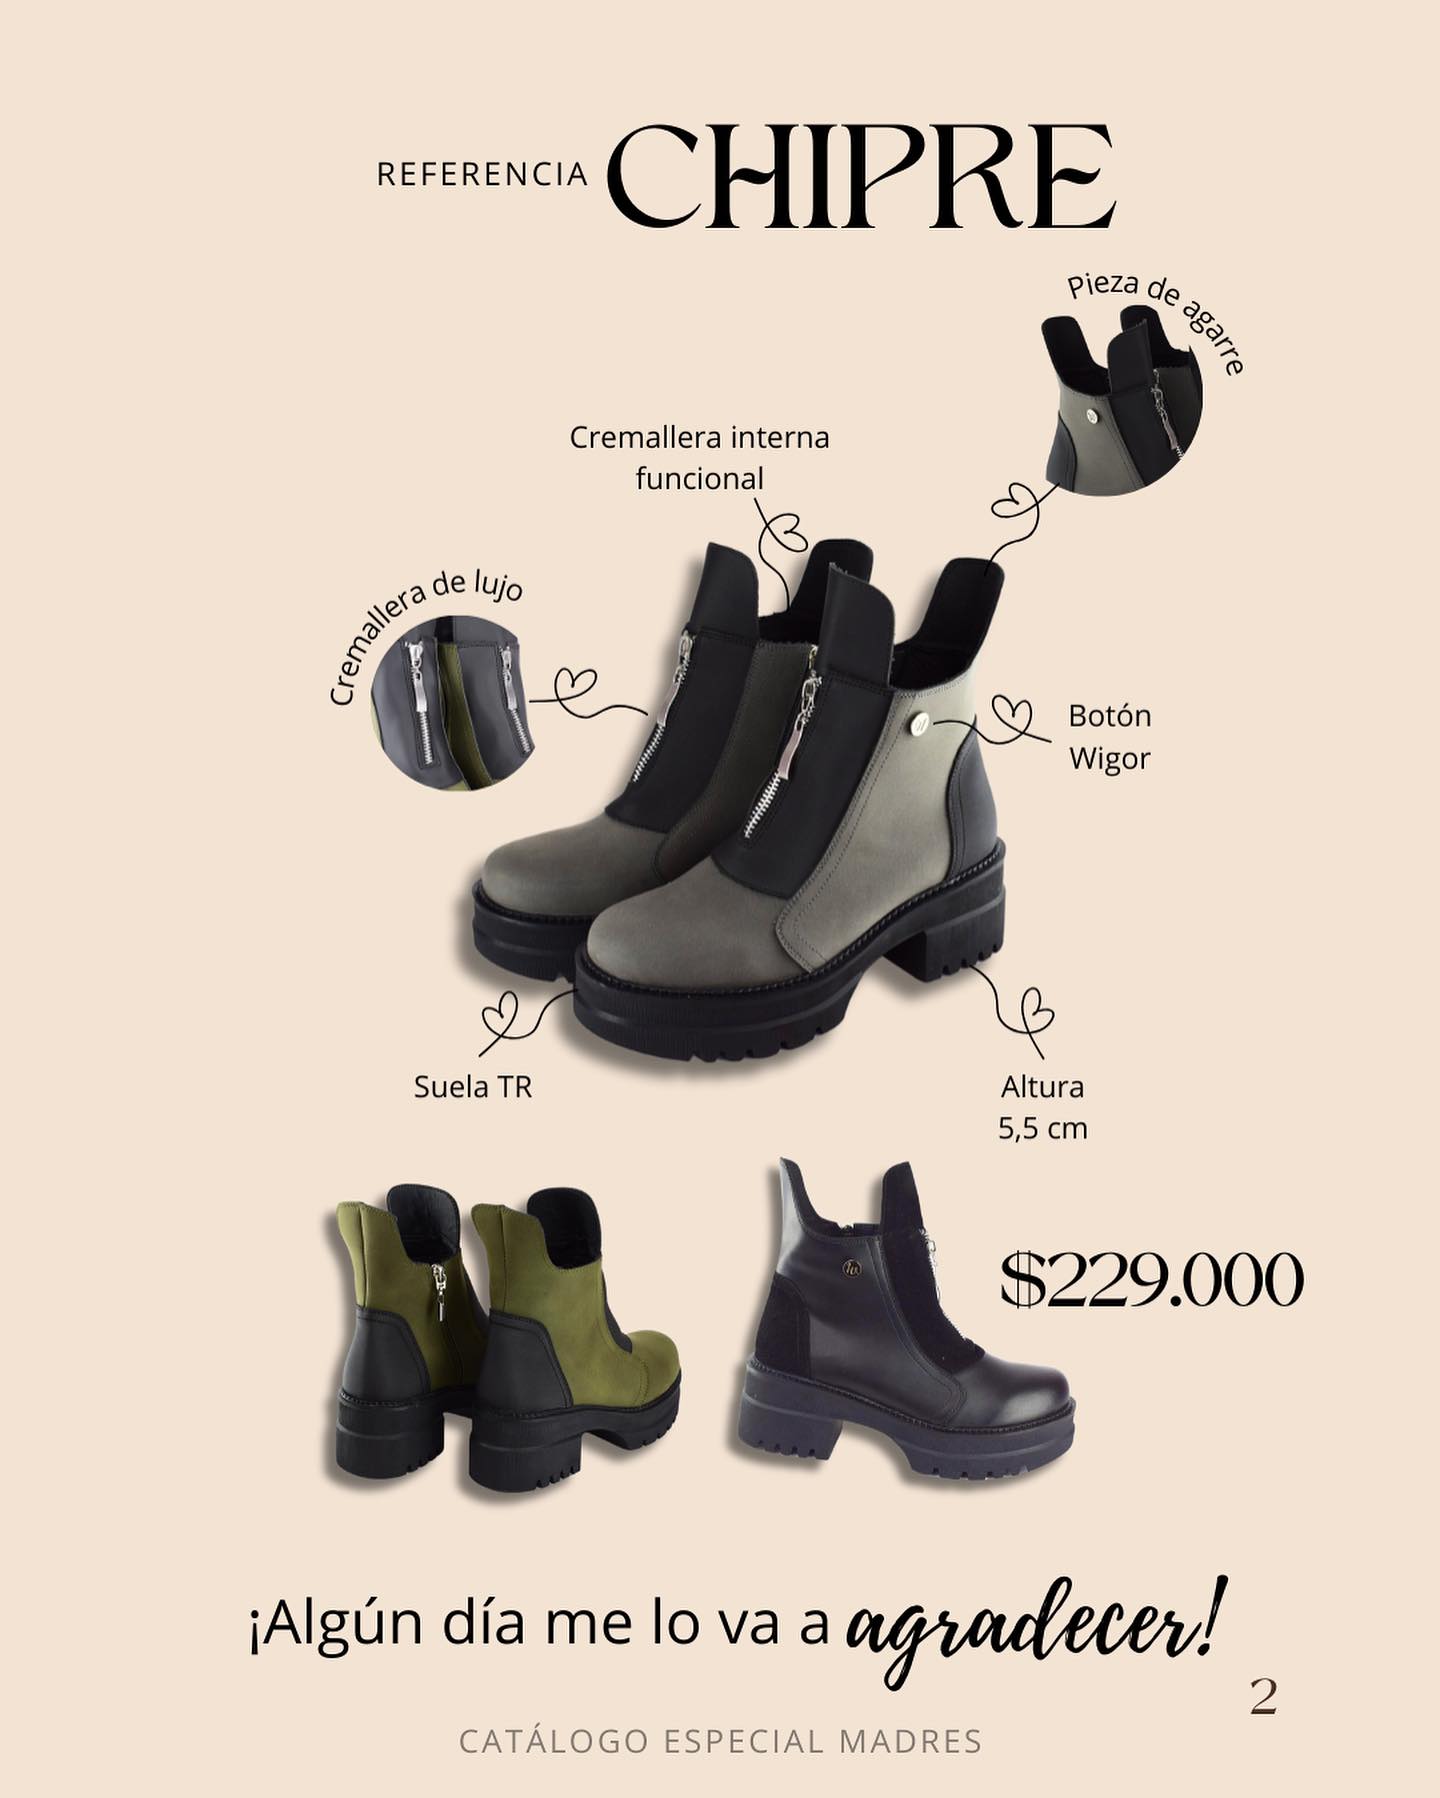 REFERENCIA CHIPRE
Pieza de agarre
Cremallera interna
funcional
Cremallera de lujo
Botón
Wigor
Suela TR
Altura
5,5 cm
$229.000
¡Algún día me lo va a agradecer!
2
CATÁLOGO ESPECIAL MADRES